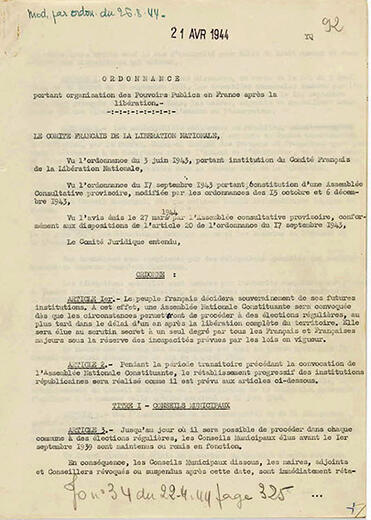 Mod. par ordon. du 25.8.44.-
21 AVR 1944
92
ORDONNANCE
portant organisation des Pouvoirs Publics en France après la
libération.-
-:-:-:-:-:-:-:-:-
LE COMITE FRANCAIS DE LA LIBERATION NATIONALE,
Vu l'ordonnance du 3 juin 1943, portant institution du Comité Français
de la Libération Nationale,
Vu l'ordonnance du 17 septembre 1943 portant constitution d'une Assemblée
Consultative provisoire, modifiée par les ordonnances des 15 octobre et 6 décem-
bre 1943,
1944
Vu l'avis émis le 27 mars par l'Assemblée consultative provisoire, confor-
mément aux dispositions de l'article 20 de l'ordonnance du 17 septembre 1943,
Le Comité Juridique entendu,
ORDONNE :
ARTICLE 1er.- Le peuple français décidera souverainement de ses futures
institutions. A cet effet, une Assemblée Nationale Constituante sera convoquée
dès que les circonstances permettront de procéder à des élections régulières, au
plus tard dans le délai d'un an après la libération complète du territoire. Elle
sera élue au scrutin secret à un seul degré par tous les Français et Françaises
majeurs sous la réserve des incapacités prévues par les lois en vigueur.
ARTICLE 2.- Pendant la période transitoire précédant la convocation de
l'Assemblée Nationale Constituante, le rétablissement progressif des institutions
républicaines sera réalisé comme il est prévu aux articles ci-dessous.
TITRE I - CONSEILS MUNICIPAUX
ARTICLE 3.- Jusqu'au jour où il sera possible de procéder dans chaque
commune à des élections régulières, les Conseils Municipaux élus avant le 1er
septembre 1939 sont maintenus ou remis en fonction.
En conséquence, les Conseils Municipaux dissous, les maires, adjoints
et Conseillers révoqués ou suspendus après cette date, sont immédiatement réta-
...
Jo n° 34 du 22-4-44 page 325